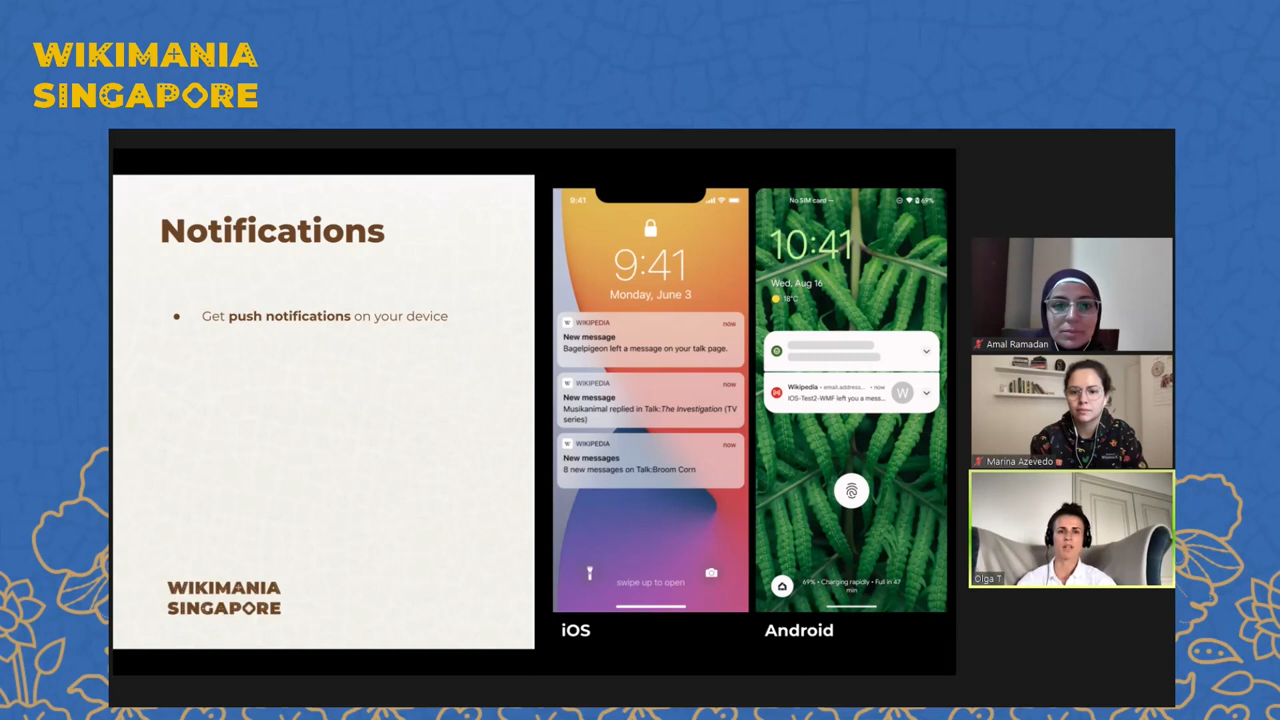 WIKIMANIA
SINGAPORE
Notifications
● Get push notifications on your device
WIKIMANIA
SINGAPORE
9:41
9:41
Monday, June 3
W WIKIPEDIA now
New message
Bagelpigeon left a message on your talk page.
W WIKIPEDIA now
New message
Musikanimal replied in Talk:The Investigation (TV
series)
W WIKIPEDIA now
New messages
8 new messages on Talk:Broom Corn
swipe up to open
iOS
No SIM card —
69%
10:41
Wed, Aug 16
18°C
Wikipedia • email address... • now
IOS-Test2-WMF left you a mess...
W
69% • Charging rapidly • Full in 47
min
Android
Amal Ramadan
Marina Azevedo
Olga T